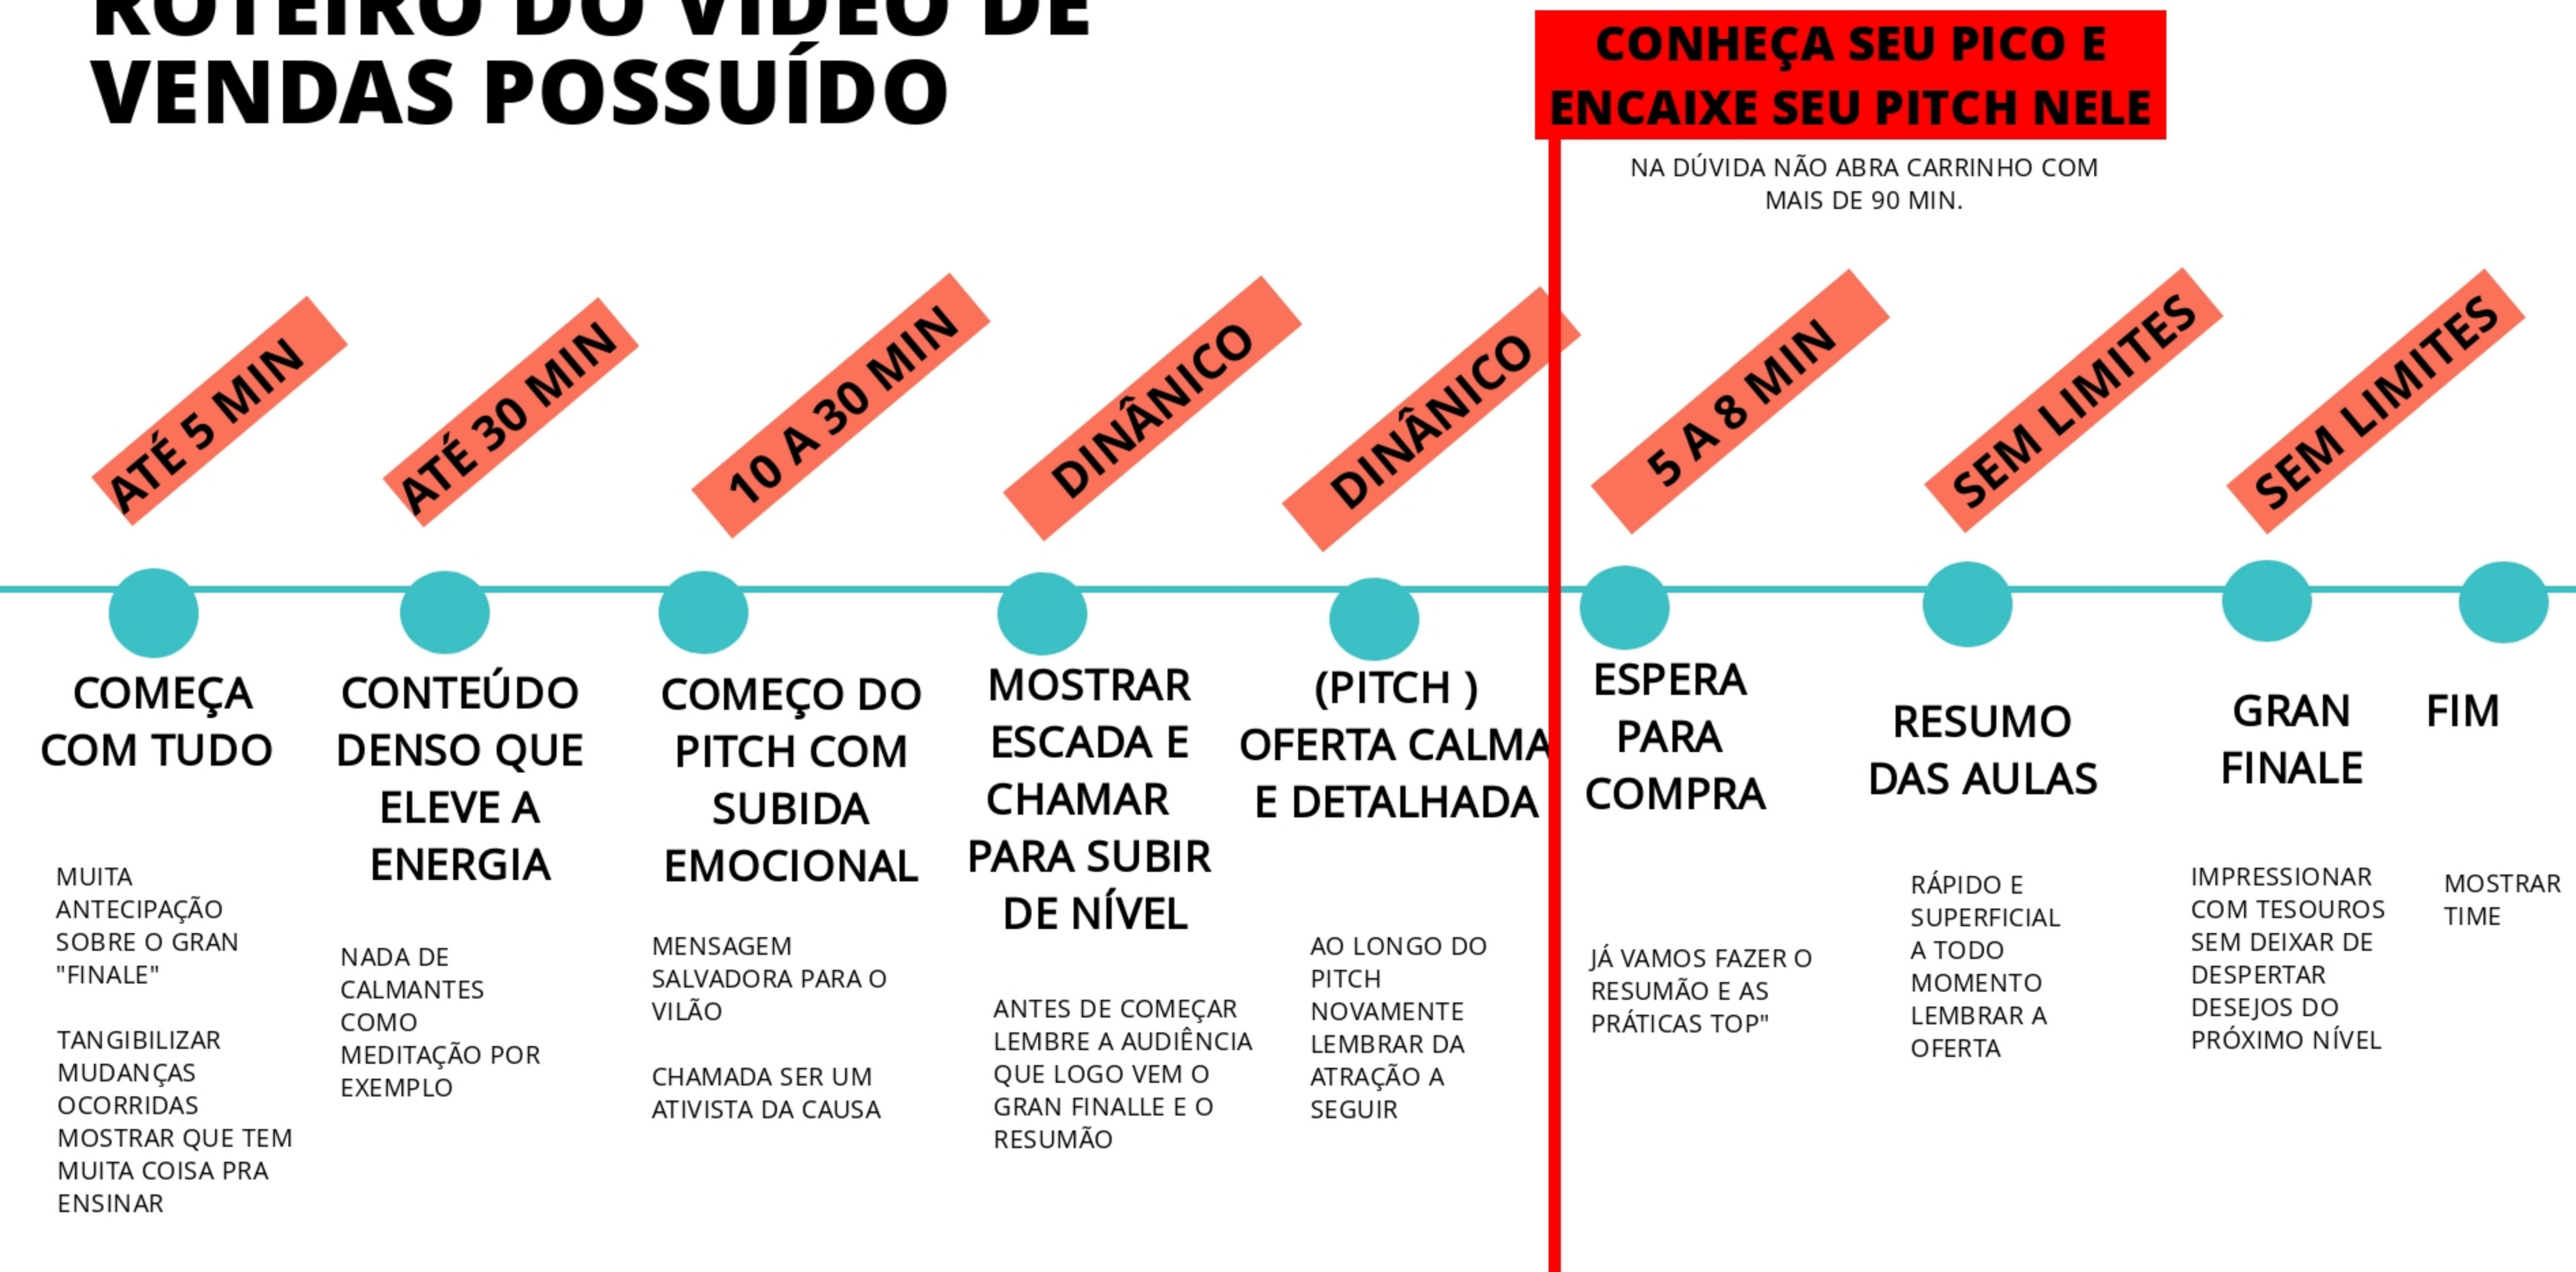 ROTEIRO DO VÍDEO DE
VENDAS POSSUÍDO
CONHEÇA SEU PICO E
ENCAIXE SEU PITCH NELE
NA DÚVIDA NÃO ABRA CARRINHO COM
MAIS DE 90 MIN.
ATÉ 5 MIN
ATÉ 30 MIN
10 A 30 MIN
DINÂNICO
DINÂNICO
5 A 8 MIN
SEM LIMITES
SEM LIMITES
COMEÇA
COM TUDO
MUITA
ANTECIPAÇÃO
SOBRE O GRAN
"FINALE"
TANGIBILIZAR
MUDANÇAS
OCORRIDAS
MOSTRAR QUE TEM
MUITA COISA PRA
ENSINAR
CONTEÚDO
DENSO QUE
ELEVE A
ENERGIA
NADA DE
CALMANTES
COMO
MEDITAÇÃO POR
EXEMPLO
COMEÇO DO
PITCH COM
SUBIDA
EMOCIONAL
MENSAGEM
SALVADORA PARA O
VILÃO
CHAMADA SER UM
ATIVISTA DA CAUSA
MOSTRAR
ESCADA E
CHAMAR
PARA SUBIR
DE NÍVEL
ANTES DE COMEÇAR
LEMBRE A AUDIÊNCIA
QUE LOGO VEM O
GRAN FINALLE E O
RESUMÃO
(PITCH )
OFERTA CALMA
E DETALHADA
AO LONGO DO
PITCH
NOVAMENTE
LEMBRAR DA
ATRAÇÃO A
SEGUIR
ESPERA
PARA
COMPRA
JÁ VAMOS FAZER O
RESUMÃO E AS
PRÁTICAS TOP"
RESUMO
DAS AULAS
RÁPIDO E
SUPERFICIAL
A TODO
MOMENTO
LEMBRAR A
OFERTA
GRAN
FINALE
IMPRESSIONAR
COM TESOUROS
SEM DEIXAR DE
DESPERTAR
DESEJOS DO
PRÓXIMO NÍVEL
FIM
MOSTRAR
TIME